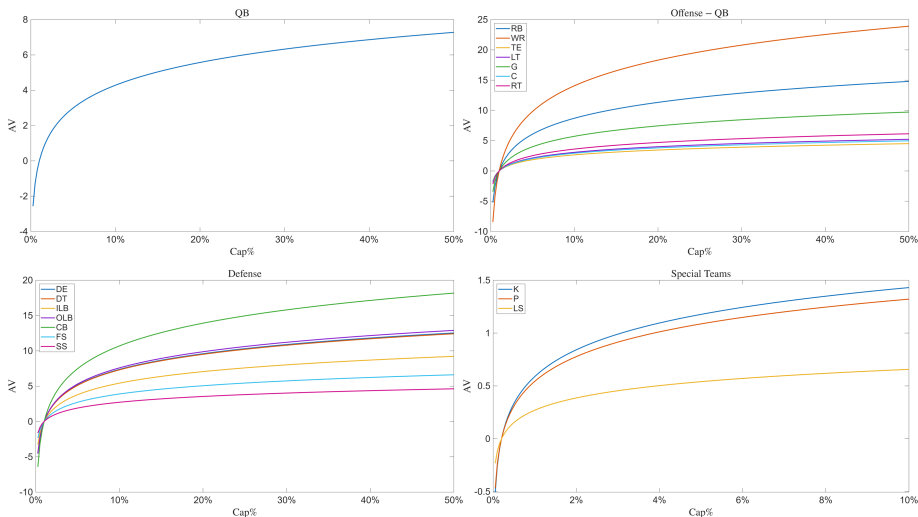 QB
8
6
4
2
0
-2
-4
0%
10%
20%
30%
40%
50%
AV
Cap%
Offense − QB
25
20
15
10
5
0
-5
-10
0%
10%
20%
30%
40%
50%
AV
Cap%
RB
WR
TE
LT
G
C
RT
Defense
20
15
10
5
0
-5
-10
0%
10%
20%
30%
40%
50%
AV
Cap%
DE
DT
ILB
OLB
CB
FS
SS
Special Teams
1.5
1
0.5
0
-0.5
0%
2%
4%
6%
8%
10%
AV
Cap%
K
P
LS